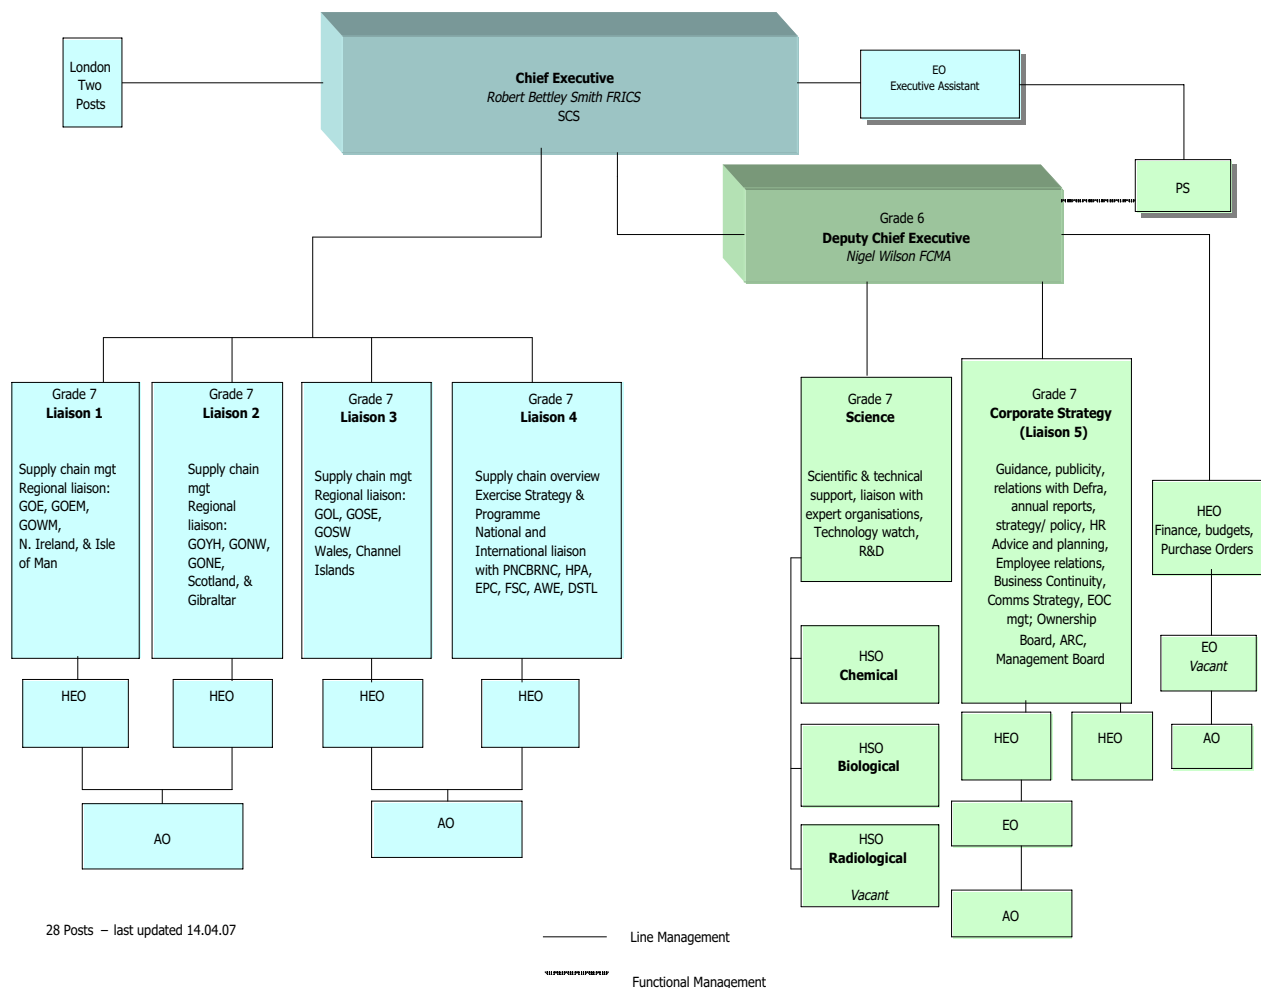 London
Two
Posts
Chief Executive
Robert Bettley Smith FRICS
SCS
EO
Executive Assistant
PS
Grade 6
Deputy Chief Executive
Nigel Wilson FCMA
Grade 7
Liaison 1
Supply chain mgt
Regional liaison:
GOE, GOEM,
GOWM,
N. Ireland, & Isle
of Man
Grade 7
Liaison 2
Supply chain
mgt
Regional
liaison:
GOYH, GONW,
GONE,
Scotland, &
Gibraltar
Grade 7
Liaison 3
Supply chain mgt
Regional liaison:
GOL, GOSE,
GOSW
Wales, Channel
Islands
Grade 7
Liaison 4
Supply chain overview
Exercise Strategy &
Programme
National and
International liaison
with PNCBRNC, HPA,
EPC, FSC, AWE, DSTL
Grade 7
Science
Scientific & technical
support, liaison with
expert organisations,
Technology watch,
R&D
Grade 7
Corporate Strategy
(Liaison 5)
Guidance, publicity,
relations with Defra,
annual reports,
strategy/ policy, HR
Advice and planning,
Employee relations,
Business Continuity,
Comms Strategy, EOC
mgt; Ownership
Board, ARC,
Management Board
HEO
Finance, budgets,
Purchase Orders
EO
Vacant
AO
HEO
HEO
HEO
HEO
AO
AO
HSO
Chemical
HSO
Biological
HSO
Radiological
Vacant
HEO
HEO
EO
AO
28 Posts – last updated 14.04.07
Line Management
Functional Management